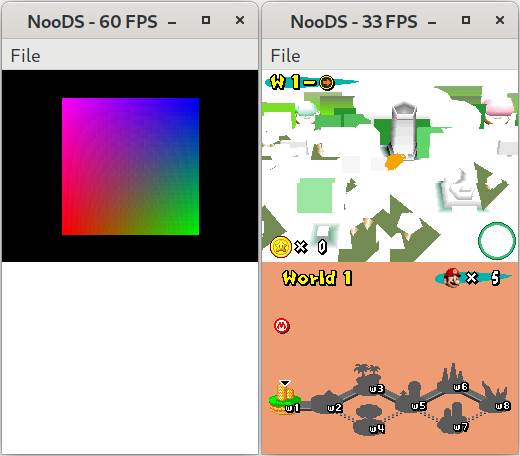 NooDS - 60 FPS
File
NooDS - 33 FPS
File
W 1-
× 0
World 1
× 5
M
w1
w2
w3
w4
w5
w6
w7
w8